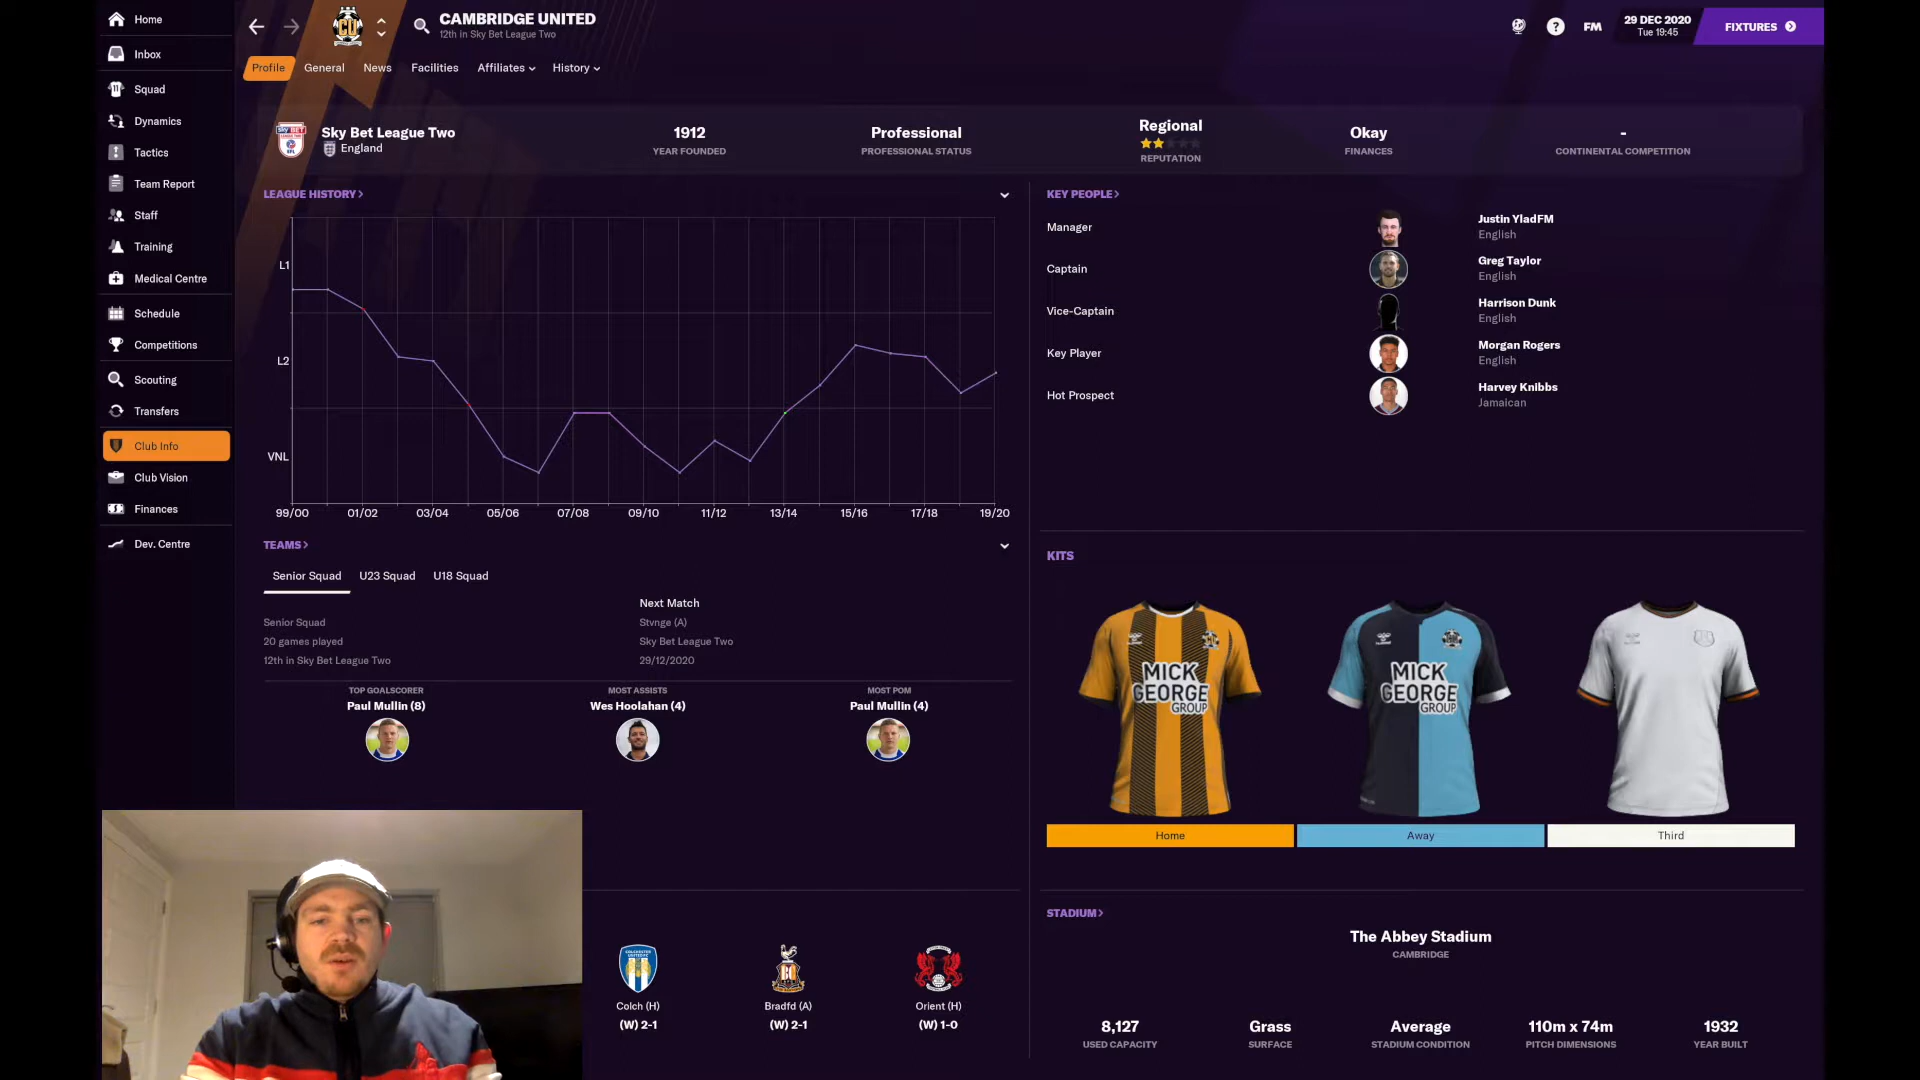 Home
Inbox
Squad
Dynamics
Tactics
Team Report
Staff
Training
Medical Centre
Schedule
Competitions
Scouting
Transfers
Club Info
Club Vision
Finances
Dev. Centre
CU
CAMBRIDGE UNITED
12th in Sky Bet League Two
?
FM
29 DEC 2020
Tue 19:45
FIXTURES
Profile General News Facilities Affiliates History
Sky Bet League Two
England
1912
YEAR FOUNDED
Professional
PROFESSIONAL STATUS
Regional
REPUTATION
Okay
FINANCES
-
CONTINENTAL COMPETITION
LEAGUE HISTORY >
L1
L2
VNL
99/00 01/02 03/04 05/06 07/08 09/10 11/12 13/14 15/16 17/18 19/20
KEY PEOPLE >
Manager
Justin YladFM
English
Captain
Greg Taylor
English
Vice-Captain
Harrison Dunk
English
Key Player
Morgan Rogers
English
Hot Prospect
Harvey Knibbs
Jamaican
TEAMS >
Senior Squad U23 Squad U18 Squad
Senior Squad
20 games played
12th in Sky Bet League Two
Next Match
Stvnge (A)
Sky Bet League Two
29/12/2020
TOP GOALSCORER
Paul Mullin (8)
MOST ASSISTS
Wes Hoolahan (4)
MOST POM
Paul Mullin (4)
KITS
MICK
GEORGE
GROUP
MICK
GEORGE
GROUP
Home
Away
Third
Colch (H)
(W) 2-1
Bradfd (A)
(W) 2-1
Orient (H)
(W) 1-0
STADIUM >
The Abbey Stadium
CAMBRIDGE
8,127
USED CAPACITY
Grass
SURFACE
Average
STADIUM CONDITION
110m x 74m
PITCH DIMENSIONS
1932
YEAR BUILT